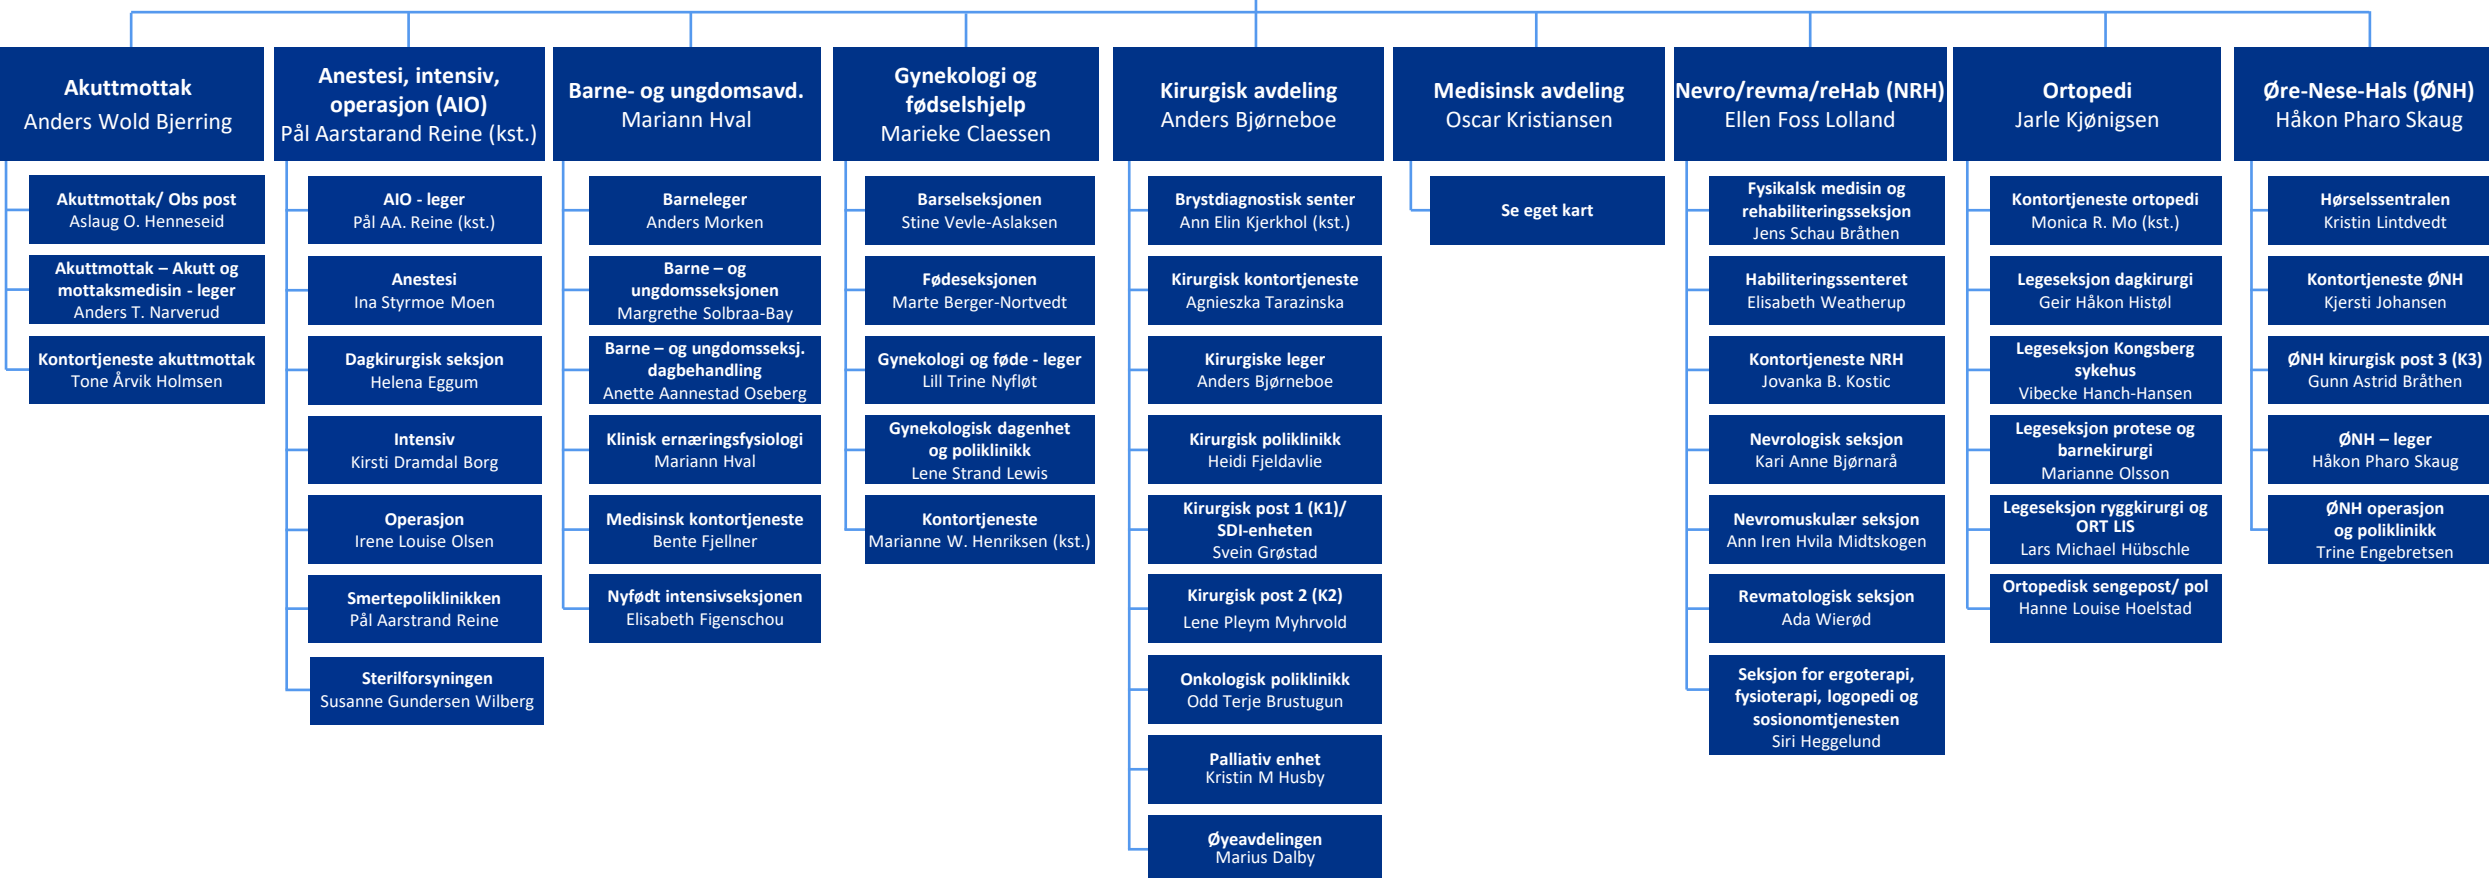 Akuttmottak
Anders Wold Bjerring
Akuttmottak/ Obs post
Aslaug O. Henneseid
Akuttmottak – Akutt og
mottaksmedisin - leger
Anders T. Narverud
Kontortjeneste akuttmottak
Tone Årvik Holmsen
Anestesi, intensiv,
operasjon (AIO)
Pål Aarstarand Reine (kst.)
AIO - leger
Pål AA. Reine (kst.)
Anestesi
Ina Styrmoe Moen
Dagkirurgisk seksjon
Helena Eggum
Intensiv
Kirsti Dramdal Borg
Operasjon
Irene Louise Olsen
Smertepoliklinikken
Pål Aarstrand Reine
Sterilforsyningen
Susanne Gundersen Wilberg
Barne- og ungdomsavd.
Mariann Hval
Barneleger
Anders Morken
Barne – og
ungdomsseksjonen
Margrethe Solbraa-Bay
Barne – og ungdomsseksj.
dagbehandling
Anette Aannestad Oseberg
Klinisk ernæringsfysiologi
Mariann Hval
Medisinsk kontortjeneste
Bente Fjellner
Nyfødt intensivseksjonen
Elisabeth Figenschou
Gynekologi og
fødselshjelp
Marieke Claessen
Barselseksjonen
Stine Vevle-Aslaksen
Fødeseksjonen
Marte Berger-Nortvedt
Gynekologi og føde - leger
Lill Trine Nyfløt
Gynekologisk dagenhet
og poliklinikk
Lene Strand Lewis
Kontortjeneste
Marianne W. Henriksen (kst.)
Kirurgisk avdeling
Anders Bjørneboe
Brystdiagnostisk senter
Ann Elin Kjerkhol (kst.)
Kirurgisk kontortjeneste
Agnieszka Tarazinska
Kirurgiske leger
Anders Bjørneboe
Kirurgisk poliklinikk
Heidi Fjeldavlie
Kirurgisk post 1 (K1)/
SDI-enheten
Svein Grøstad
Kirurgisk post 2 (K2)
Lene Pleym Myhrvold
Onkologisk poliklinikk
Odd Terje Brustugun
Palliativ enhet
Kristin M Husby
Øyeavdelingen
Marius Dalby
Medisinsk avdeling
Oscar Kristiansen
Se eget kart
Nevro/revma/reHab (NRH)
Ellen Foss Lolland
Fysikalsk medisin og
rehabiliteringsseksjon
Jens Schau Bråthen
Habiliteringssenteret
Elisabeth Weatherup
Kontortjeneste NRH
Jovanka B. Kostic
Nevrologisk seksjon
Kari Anne Bjørnarå
Nevromuskulær seksjon
Ann Iren Hvila Midtskogen
Revmatologisk seksjon
Ada Wierød
Seksjon for ergoterapi,
fysioterapi, logopedi og
sosionomtjenesten
Siri Heggelund
Ortopedi
Jarle Kjønigsen
Kontortjeneste ortopedi
Monica R. Mo (kst.)
Legeseksjon dagkirurgi
Geir Håkon Histøl
Legeseksjon Kongsberg
sykehus
Vibecke Hanch-Hansen
Legeseksjon protese og
barnekirurgi
Marianne Olsson
Legeseksjon ryggkirurgi og
ORT LIS
Lars Michael Hübschle
Ortopedisk sengepost/ pol
Hanne Louise Hoelstad
Øre-Nese-Hals (ØNH)
Håkon Pharo Skaug
Hørselssentralen
Kristin Lintdvedt
Kontortjeneste ØNH
Kjersti Johansen
ØNH kirurgisk post 3 (K3)
Gunn Astrid Bråthen
ØNH – leger
Håkon Pharo Skaug
ØNH operasjon
og poliklinikk
Trine Engebretsen